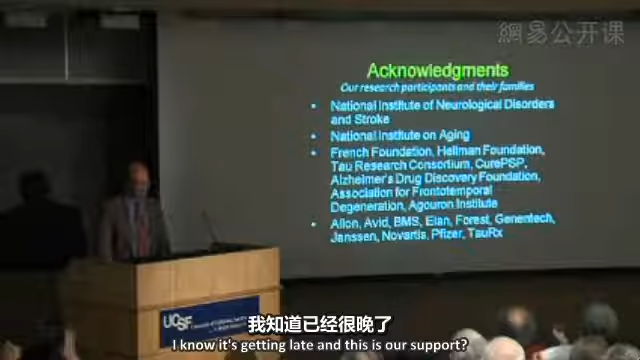 網易公开课
Acknowledgments
Our research participants and their families
• National Institute of Neurological Disorders
and Stroke
• National Institute on Aging
• French Foundation, Hellman Foundation,
Tau Research Consortium, CurePSP,
Alzheimer's Drug Discovery Foundation,
Association for Frontotemporal
Degeneration, Agouron Institute
• Allon, Avid, BMS, Elan, Forest, Genentech,
Janssen, Novartis, Pfizer, TauRx
UCSF
我知道已经很晚了
I know it's getting late and this is our support?